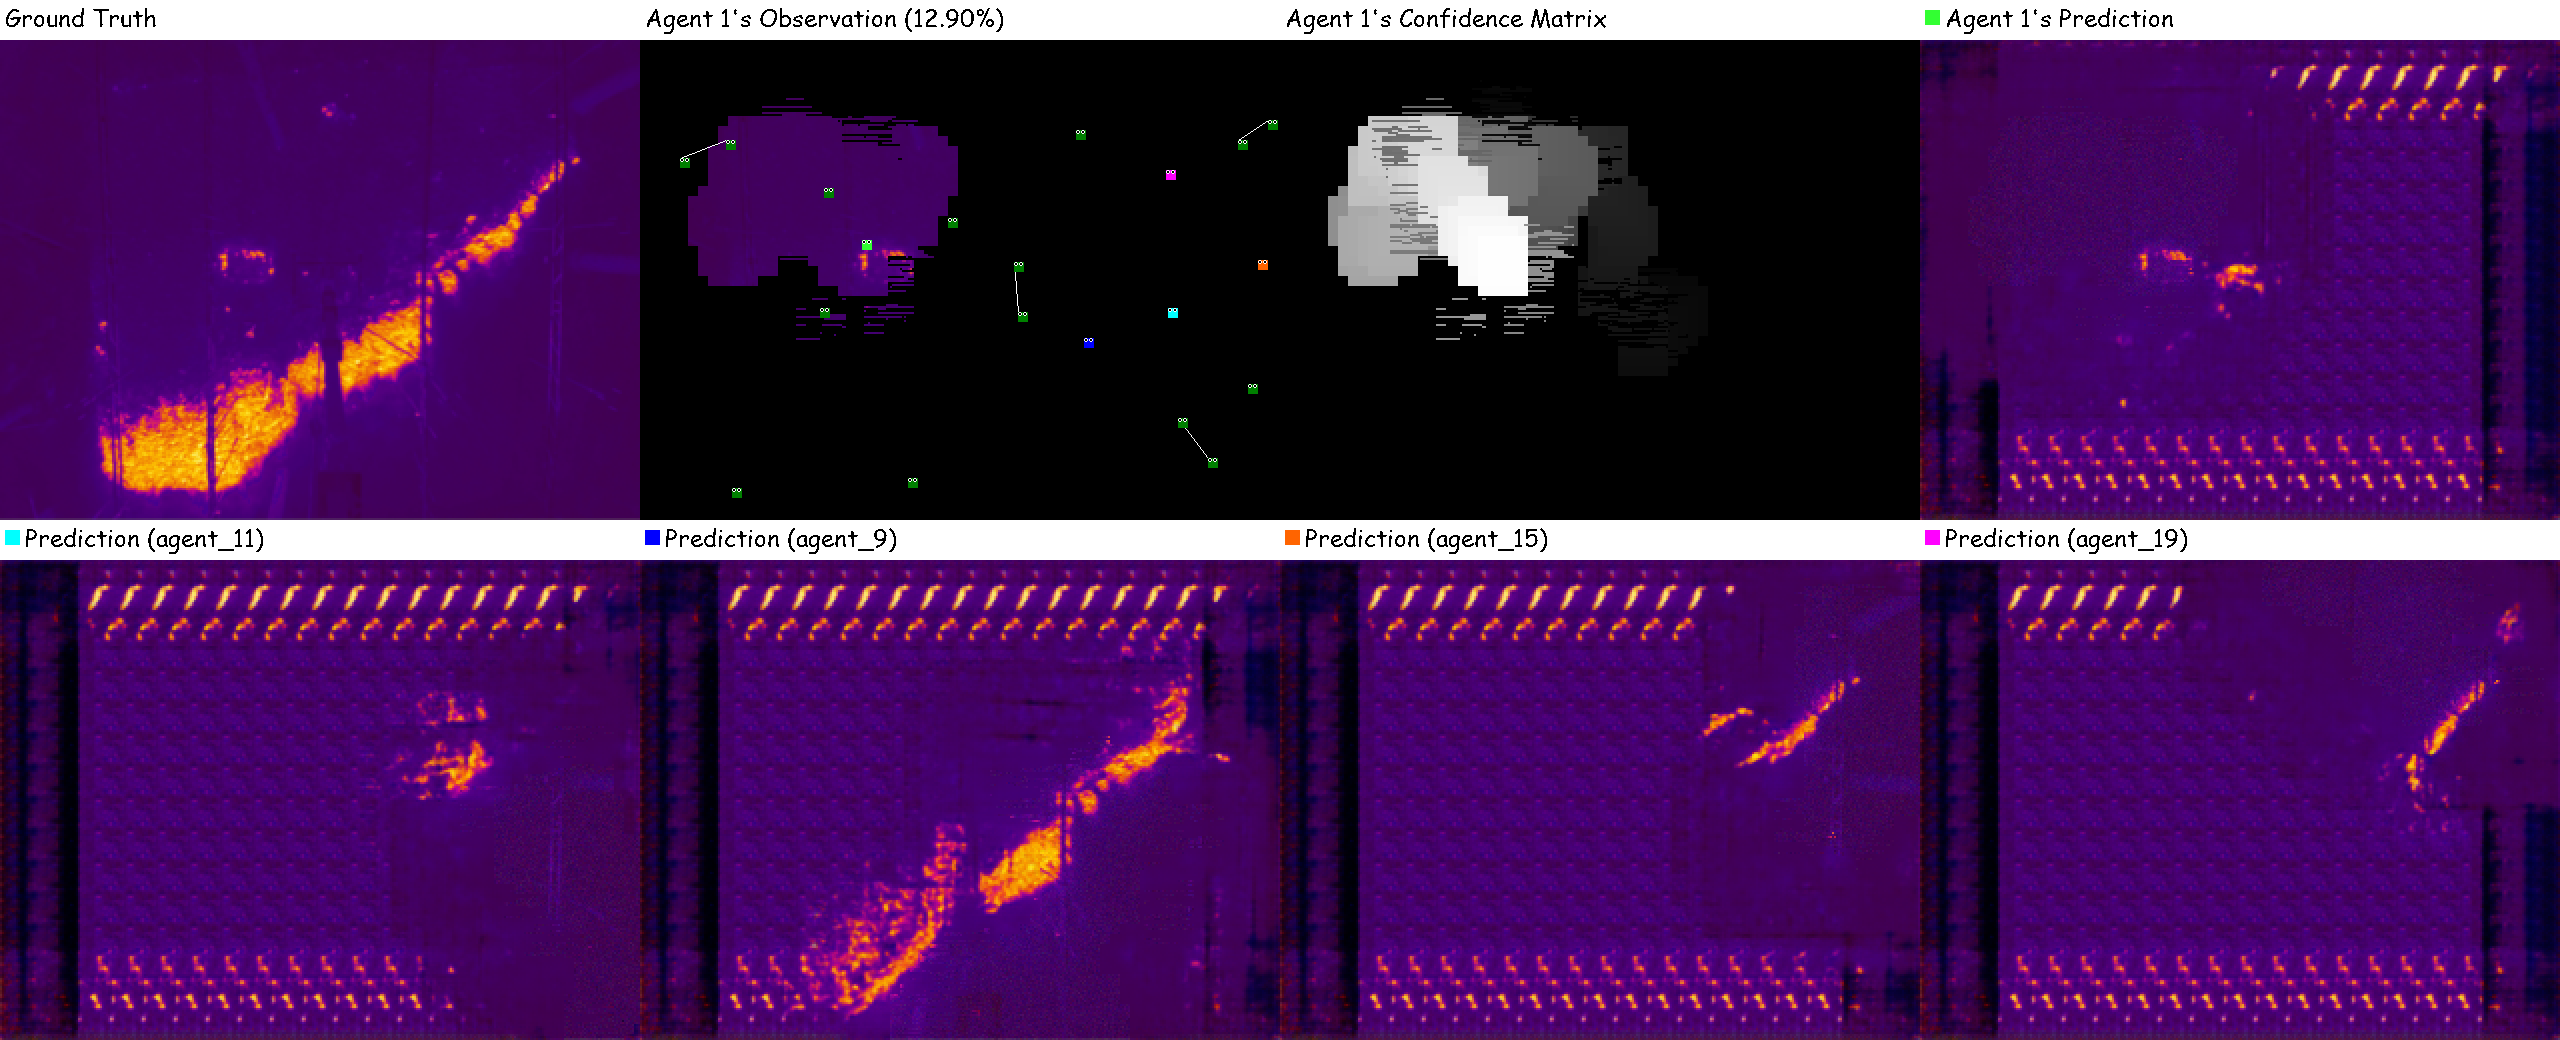 Ground Truth
Agent 1's Observation (12.90%)
Agent 1's Confidence Matrix
Agent 1's Prediction
Prediction (agent_11)
Prediction (agent_9)
Prediction (agent_15)
Prediction (agent_19)